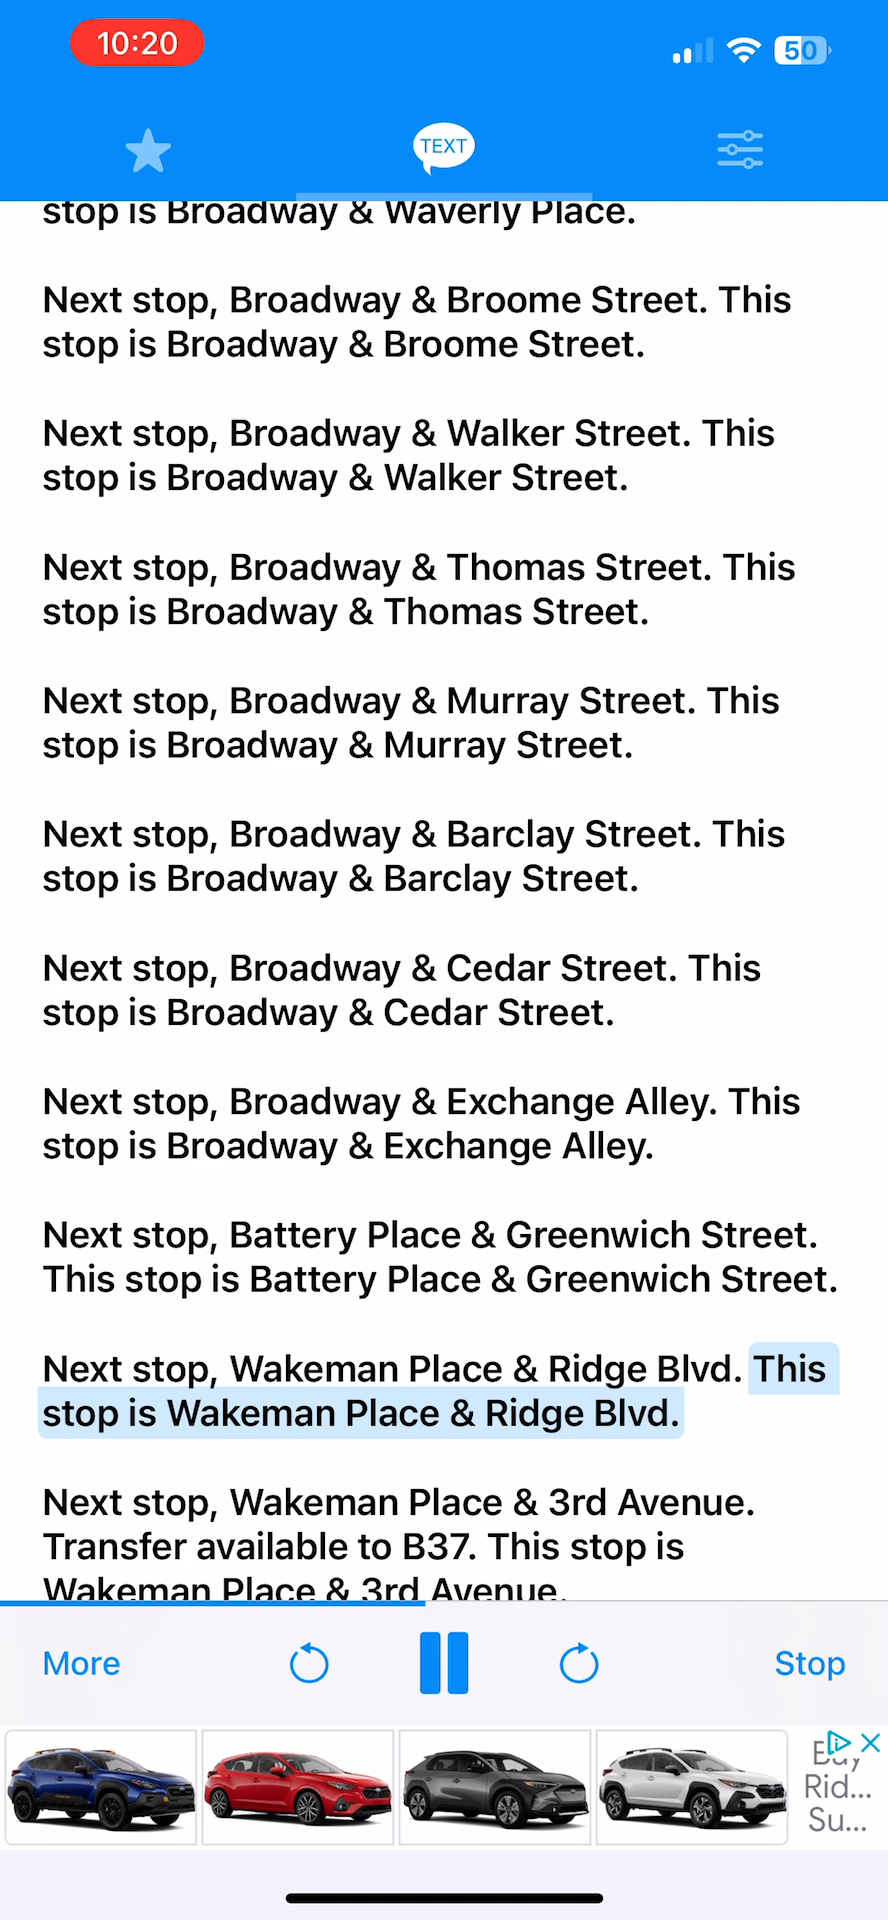 10:20
50
TEXT
stop is Broadway & Waverly Place.
Next stop, Broadway & Broome Street. This
stop is Broadway & Broome Street.
Next stop, Broadway & Walker Street. This
stop is Broadway & Walker Street.
Next stop, Broadway & Thomas Street. This
stop is Broadway & Thomas Street.
Next stop, Broadway & Murray Street. This
stop is Broadway & Murray Street.
Next stop, Broadway & Barclay Street. This
stop is Broadway & Barclay Street.
Next stop, Broadway & Cedar Street. This
stop is Broadway & Cedar Street.
Next stop, Broadway & Exchange Alley. This
stop is Broadway & Exchange Alley.
Next stop, Battery Place & Greenwich Street.
This stop is Battery Place & Greenwich Street.
Next stop, Wakeman Place & Ridge Blvd. This
stop is Wakeman Place & Ridge Blvd.
Next stop, Wakeman Place & 3rd Avenue.
Transfer available to B37. This stop is
Wakeman Place & 3rd Avenue.
More
Stop
Rid...
Su...